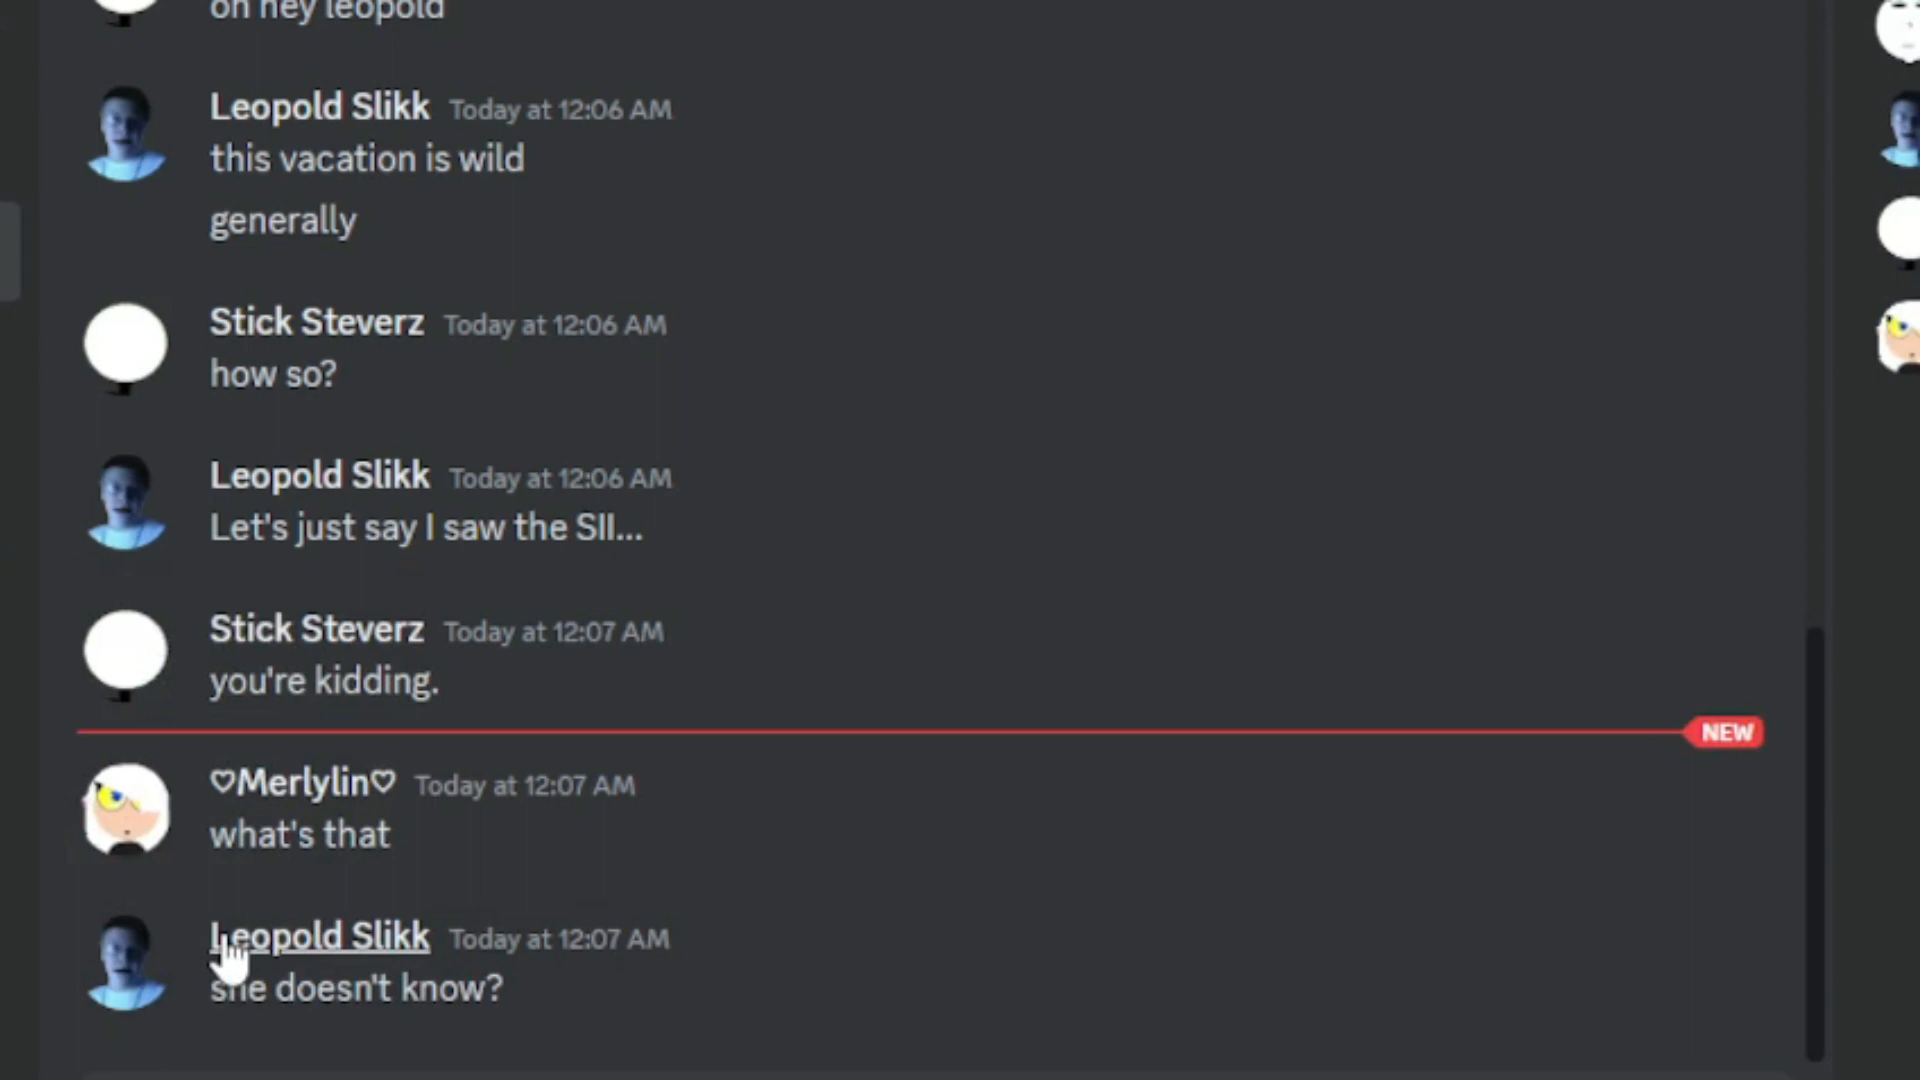 oh hey leopold
Leopold Slikk Today at 12:06 AM
this vacation is wild
generally
Stick Steverz Today at 12:06 AM
how so?
Leopold Slikk Today at 12:06 AM
Let's just say I saw the SII...
Stick Steverz Today at 12:07 AM
you're kidding.
NEW
♡Merlylin♡ Today at 12:07 AM
what's that
Leopold Slikk Today at 12:07 AM
she doesn't know?